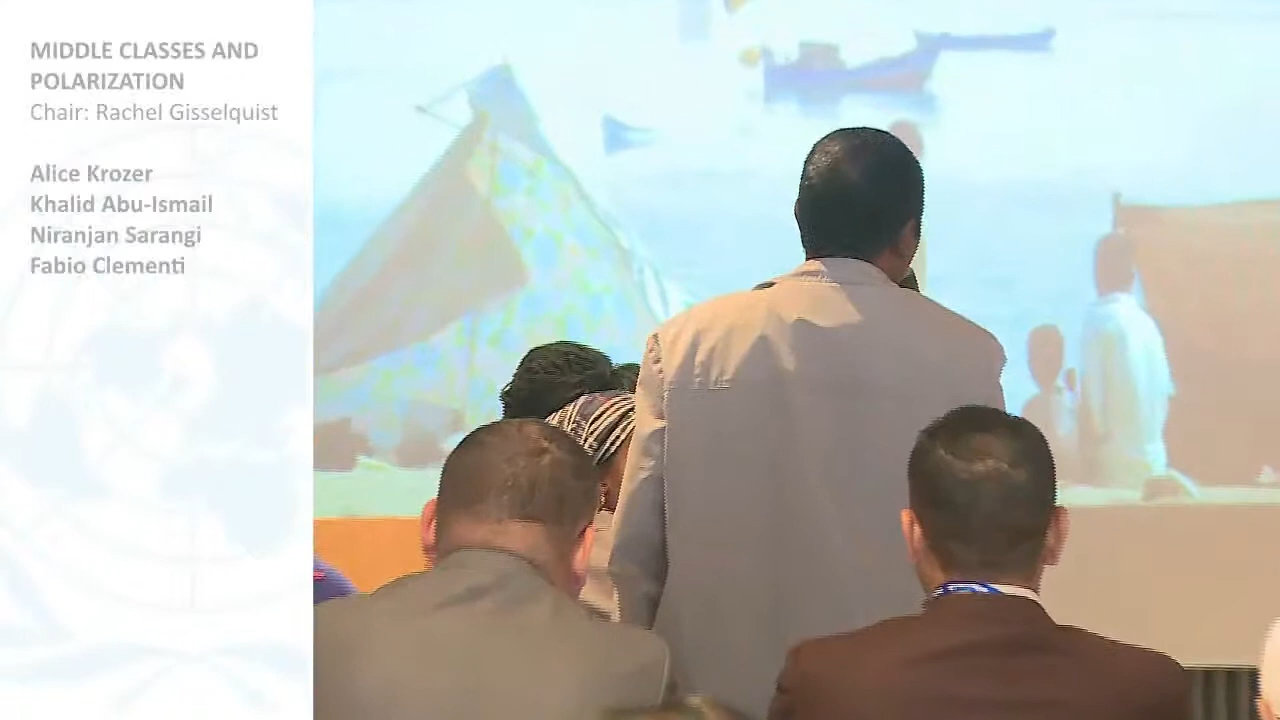 MIDDLE CLASSES AND
POLARIZATION
Chair: Rachel Gisselquist
Alice Krozer
Khalid Abu-Ismail
Niranjan Sarangi
Fabio Clementi